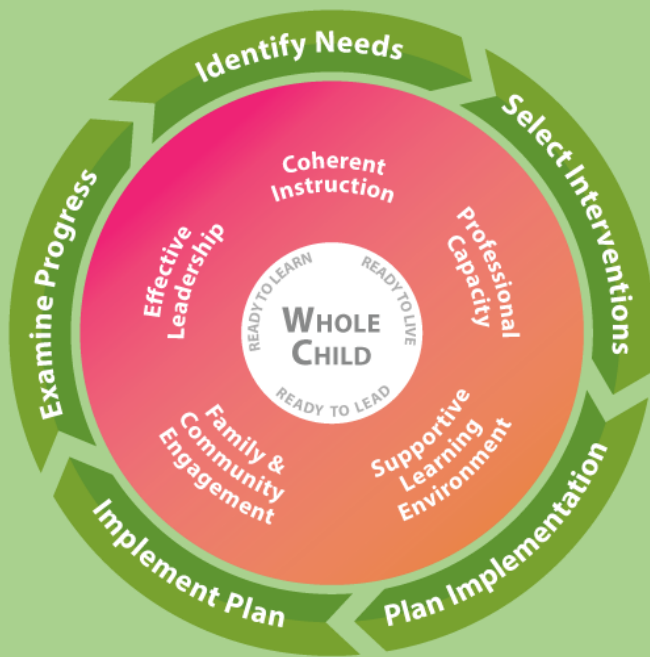 Identify Needs
Select Interventions
Plan Implementation
Implement Plan
Examine Progress
Coherent
Instruction
Professional
Capacity
Supportive
Learning
Environment
Family &
Community
Engagement
Effective
Leadership
READY TO LEARN
READY TO LIVE
READY TO LEAD
WHOLE
CHILD